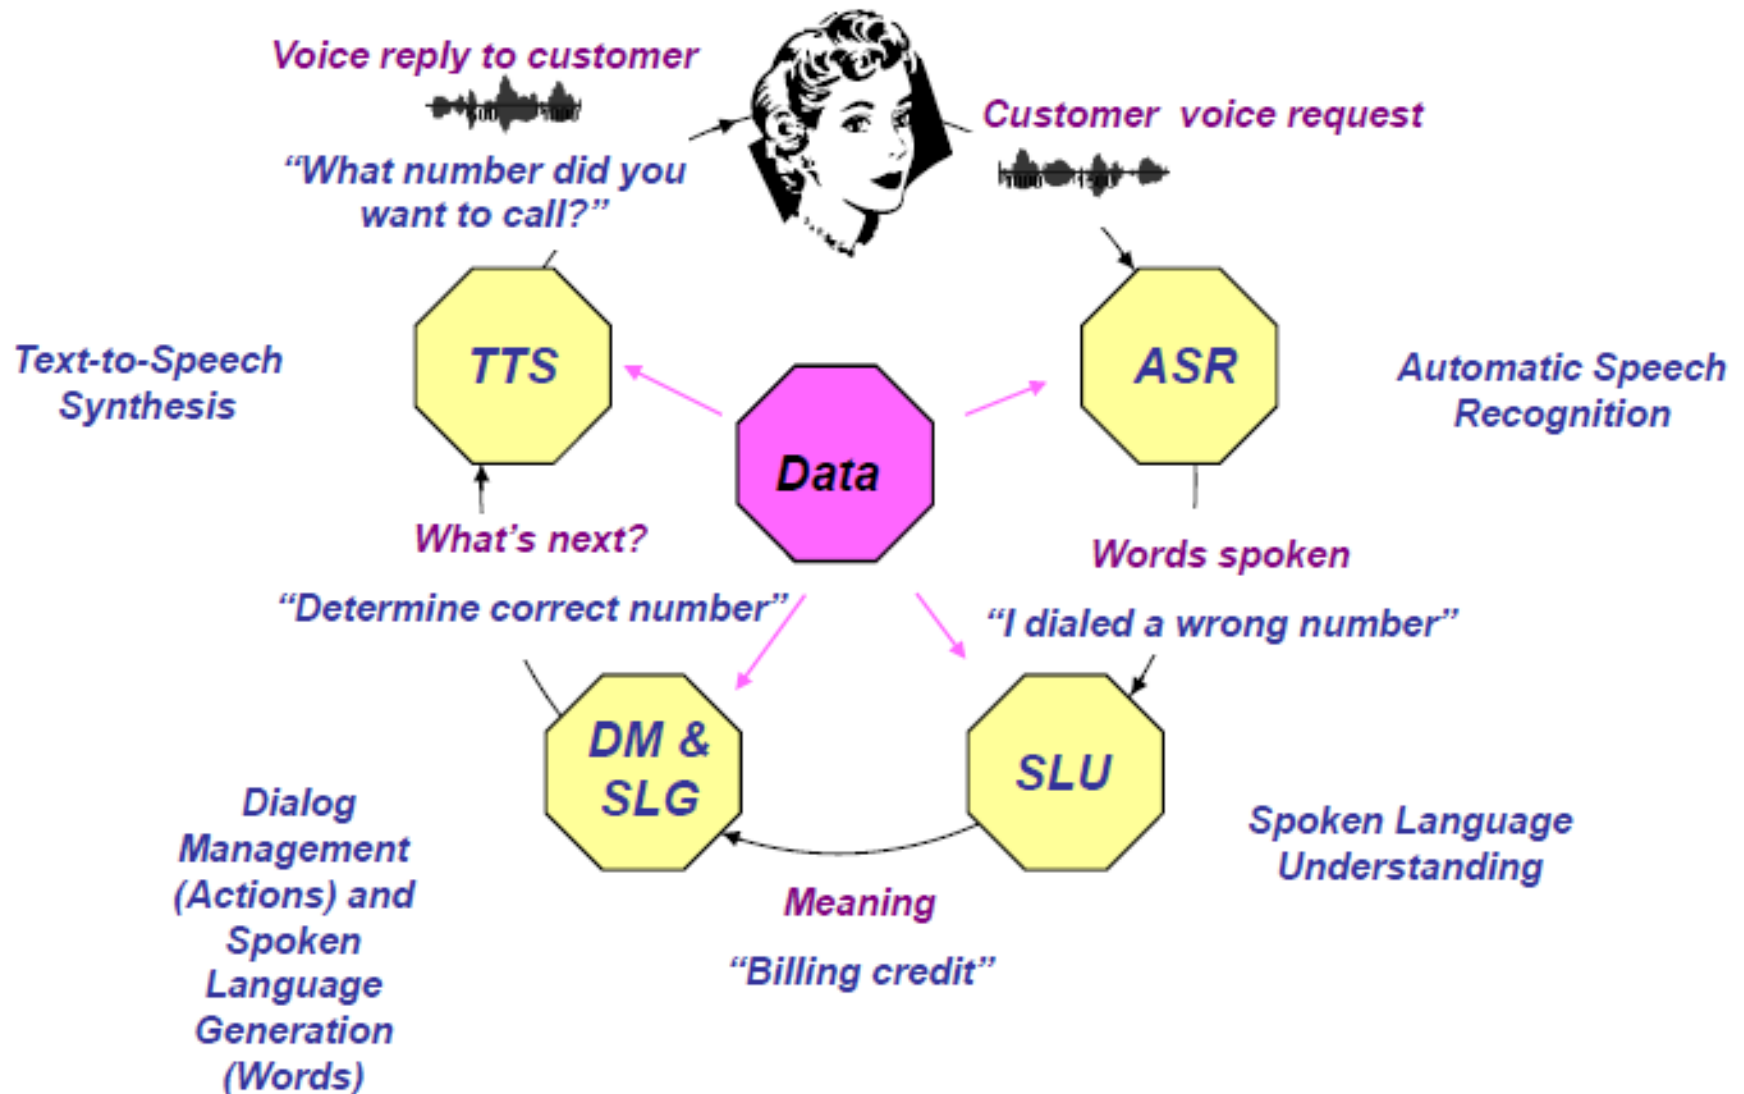 Voice reply to customer
Customer voice request
“What number did you
want to call?”
TTS
ASR
Text-to-Speech
Synthesis
Automatic Speech
Recognition
Data
What’s next?
“Determine correct number”
Words spoken
“I dialed a wrong number”
DM &
SLG
SLU
Dialog
Management
(Actions) and
Spoken
Language
Generation
(Words)
Spoken Language
Understanding
Meaning
“Billing credit”